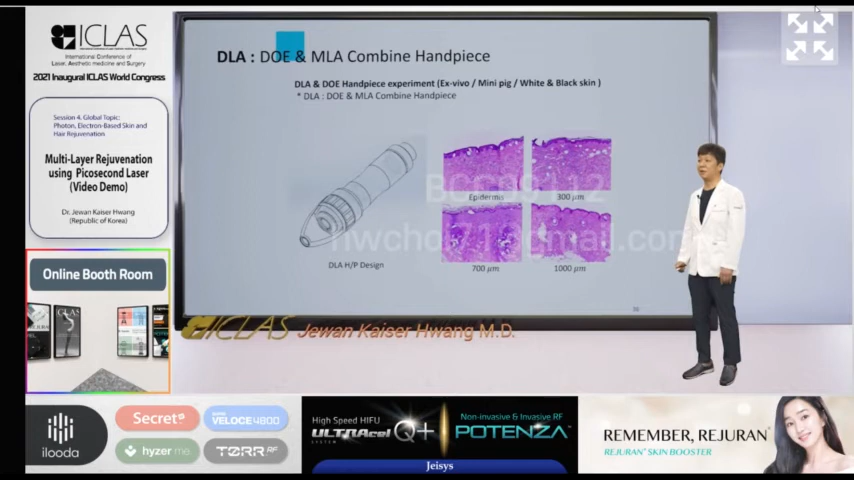 ICLAS
International Conference of
Laser, Aesthetic medicine and Surgery
2021 Inaugural ICLAS World Congress
Session 4. Global Topic:
Photon, Electron-Based Skin and
Hair Rejuvenation
Multi-Layer Rejuvenation
using Picosecond Laser
(Video Demo)
Dr. Jewan Kaiser Hwang
(Republic of Korea)
Online Booth Room
DLA : DOE & MLA Combine Handpiece
DLA & DOE Handpiece experiment (Ex-vivo / Mini pig / White & Black skin )
* DLA : DOE & MLA Combine Handpiece
Epidermis
300 μm
DLA H/P Design
700 μm
1000 μm
ICLAS Jewan Kaiser Hwang M.D.
ilooda
Secret
VELOCE 4800
hyzer me
TORR RF
High Speed HIFU
ULTRAcel Q+
SYSTEM
Non-invasive & Invasive RF
POTENZA™
Jeisys
REMEMBER, REJURAN
REJURAN SKIN BOOSTER